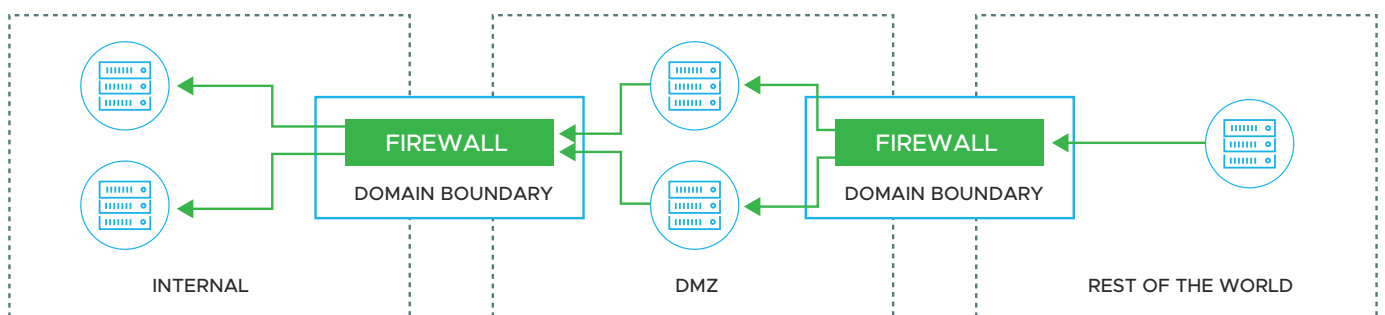 FIREWALL
DOMAIN BOUNDARY
FIREWALL
DOMAIN BOUNDARY
INTERNAL
DMZ
REST OF THE WORLD